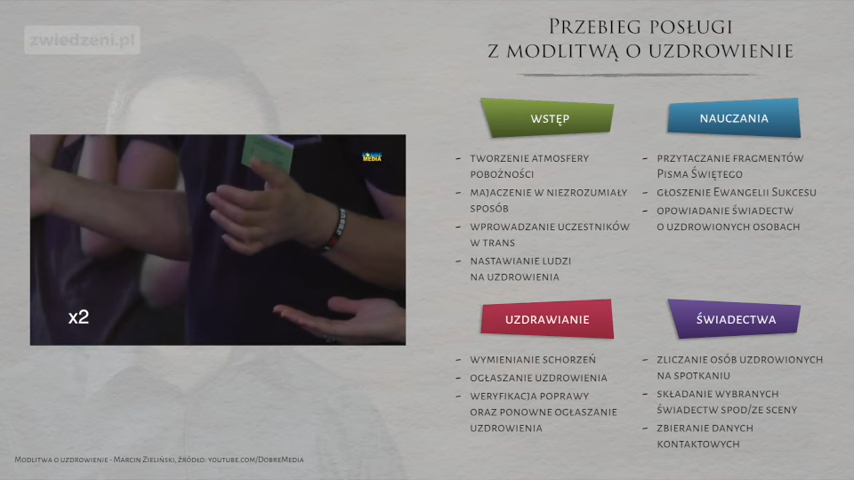 zwiedzeni.pl
Przebieg posługi
z modlitwą o uzdrowienie
WSTĘP
- TWORZENIE ATMOSFERY
POBOŻNOŚCI
- MAJACZENIE W NIEZROZUMIAŁY
SPOSÓB
- WPROWADZANIE UCZESTNIKÓW
W TRANS
- NASTAWIANIE LUDZI
NA UZDROWIENIA
NAUCZANIA
- PRZYTACZANIE FRAGMENTÓW
PISMA ŚWIĘTEGO
- GŁOSZENIE EWANGELII SUKCESU
- OPOWIADANIE ŚWIADECTW
O UZDROWIONYCH OSOBACH
MEDIA
x2
UZDRAWIANIE
- WYMIENIANIE SCHORZEŃ
- OGŁASZANIE UZDROWIENIA
- WERYFIKACJA POPRAWY
ORAZ PONOWNE OGŁASZANIE
UZDROWIENIA
ŚWIADECTWA
- ZLICZANIE OSÓB UZDROWIONYCH
NA SPOTKANIU
- SKŁADANIE WYBRANYCH
ŚWIADECTW SPOD/ZE SCENY
- ZBIERANIE DANYCH
KONTAKTOWYCH
Modlitwa o uzdrowienie - Marcin Zieliński, źródło: youtube.com/DobreMedia